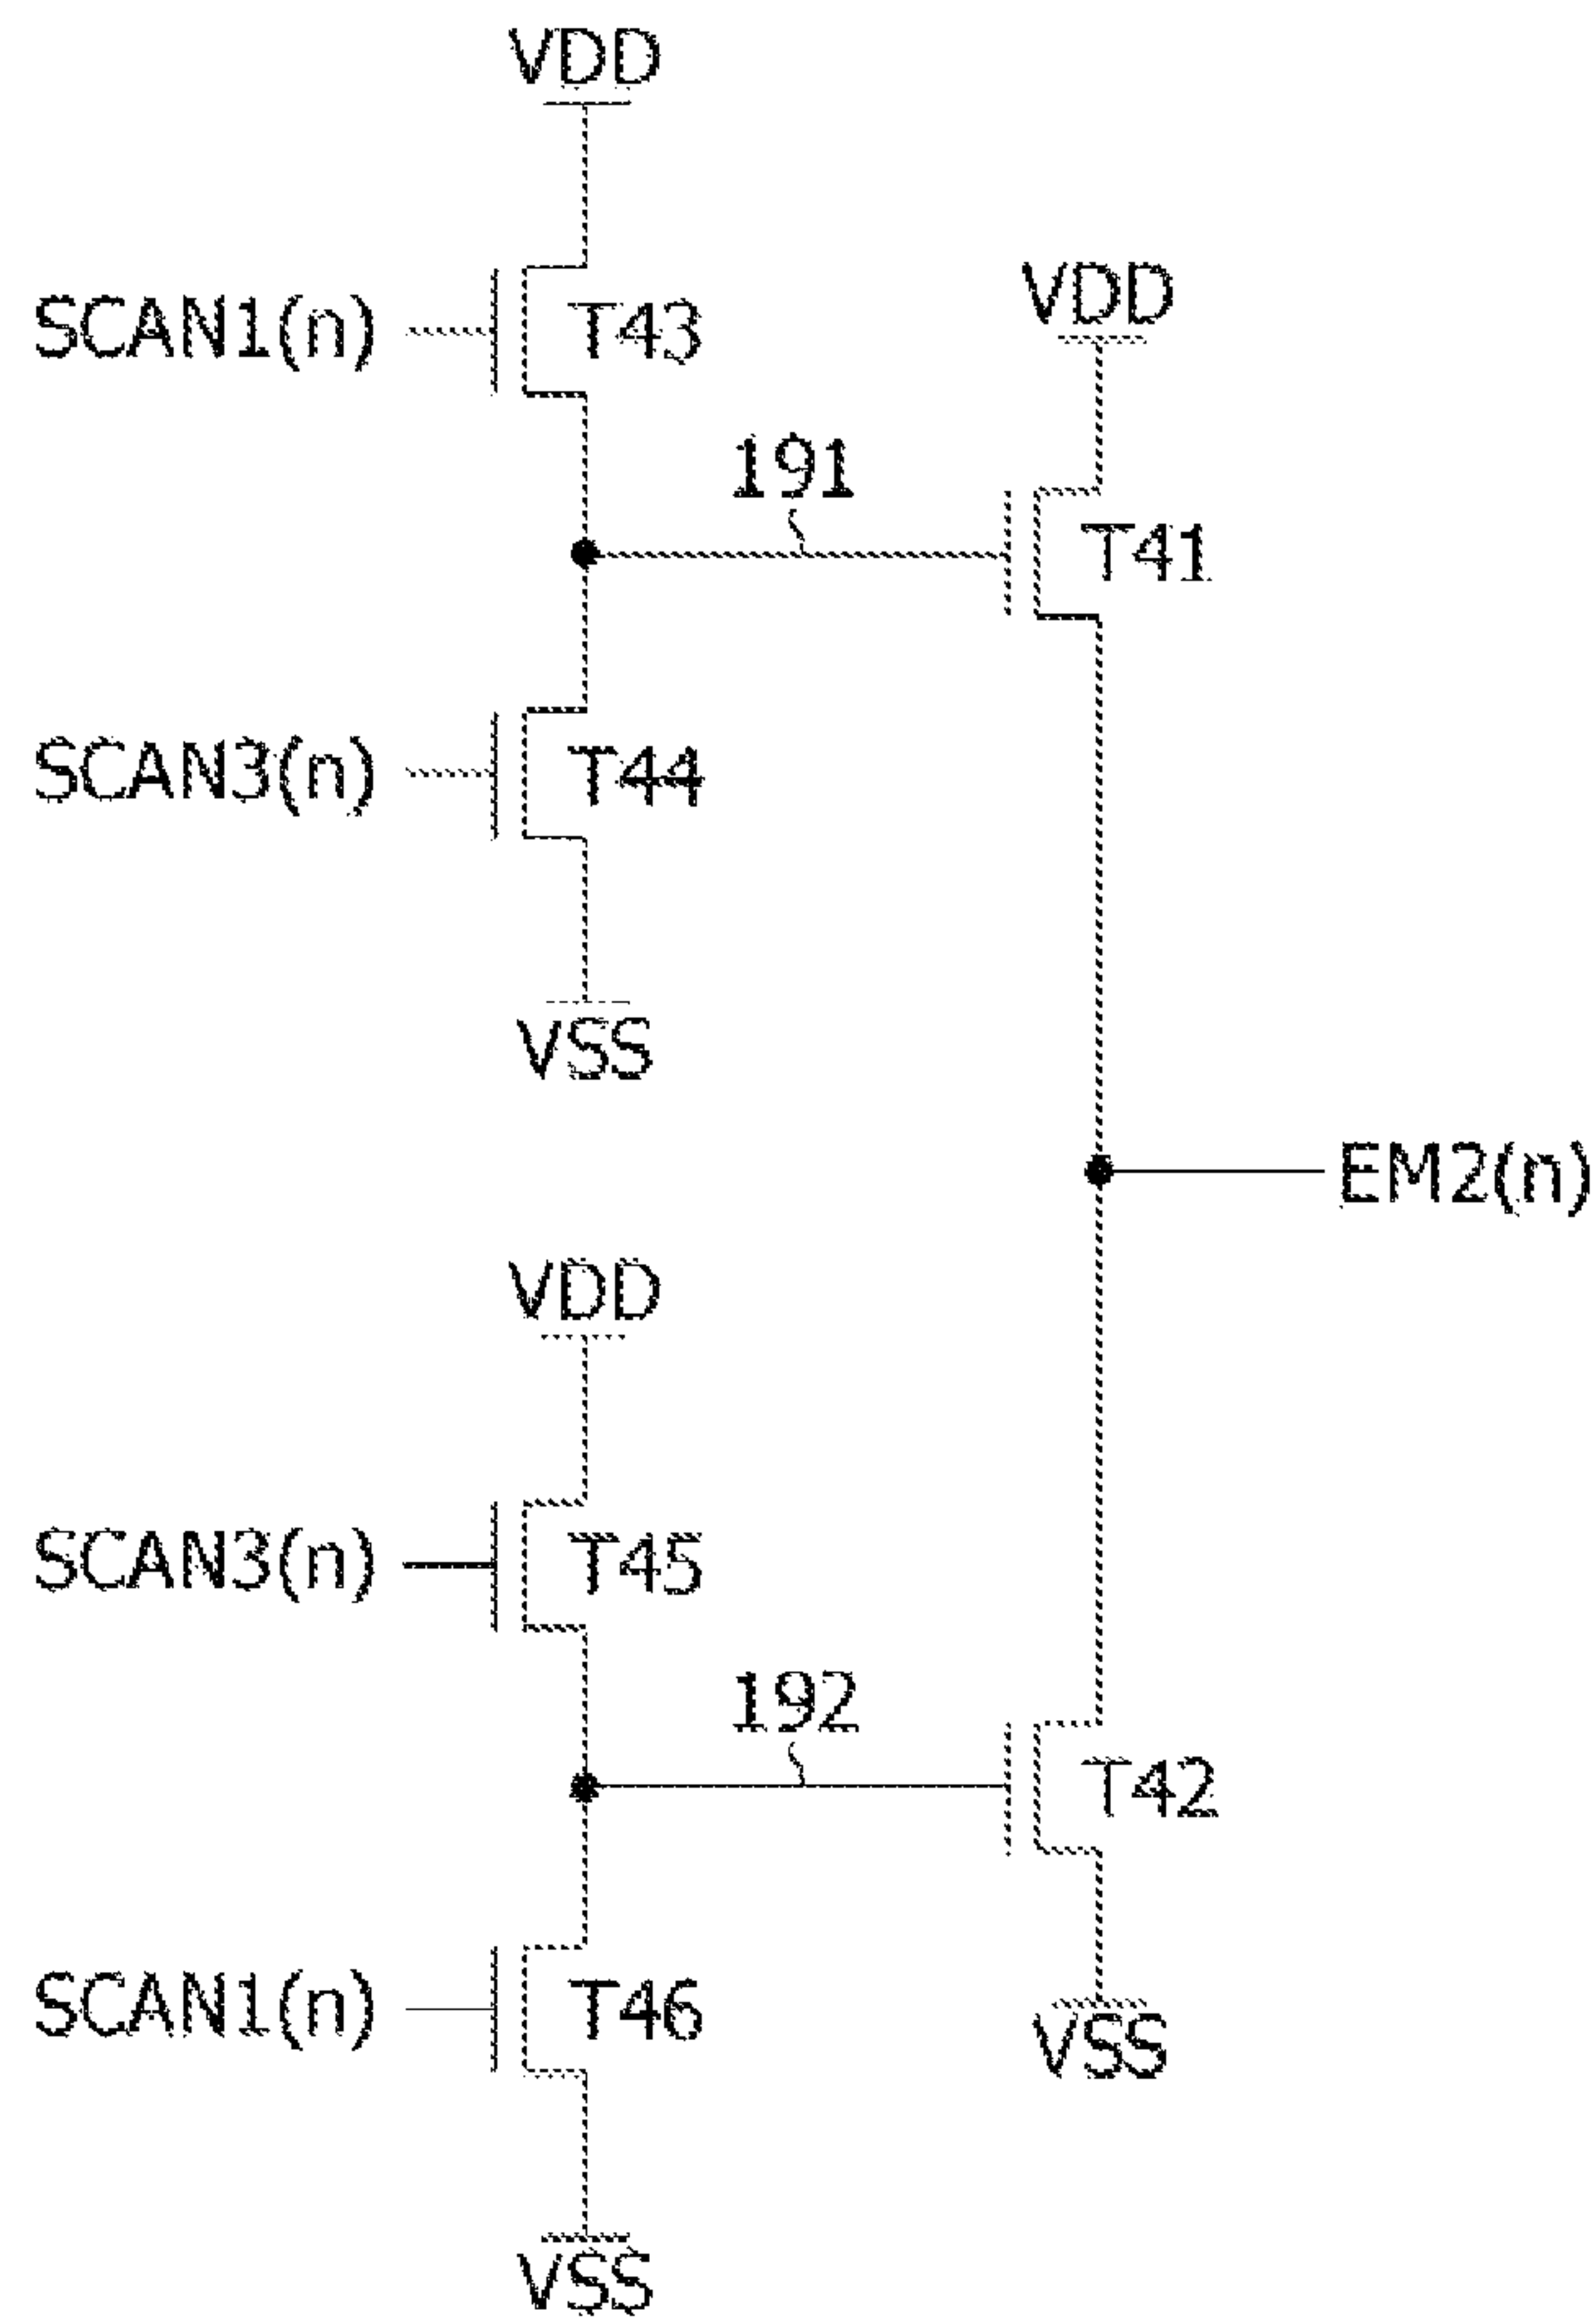 VDD
SCAN1(n)
T43
VDD
191
T41
SCAN3(n)
T44
VSS
EM2(n)
VDD
SCAN3(n)
T45
192
T42
SCAN1(n)
T46
VSS
VSS